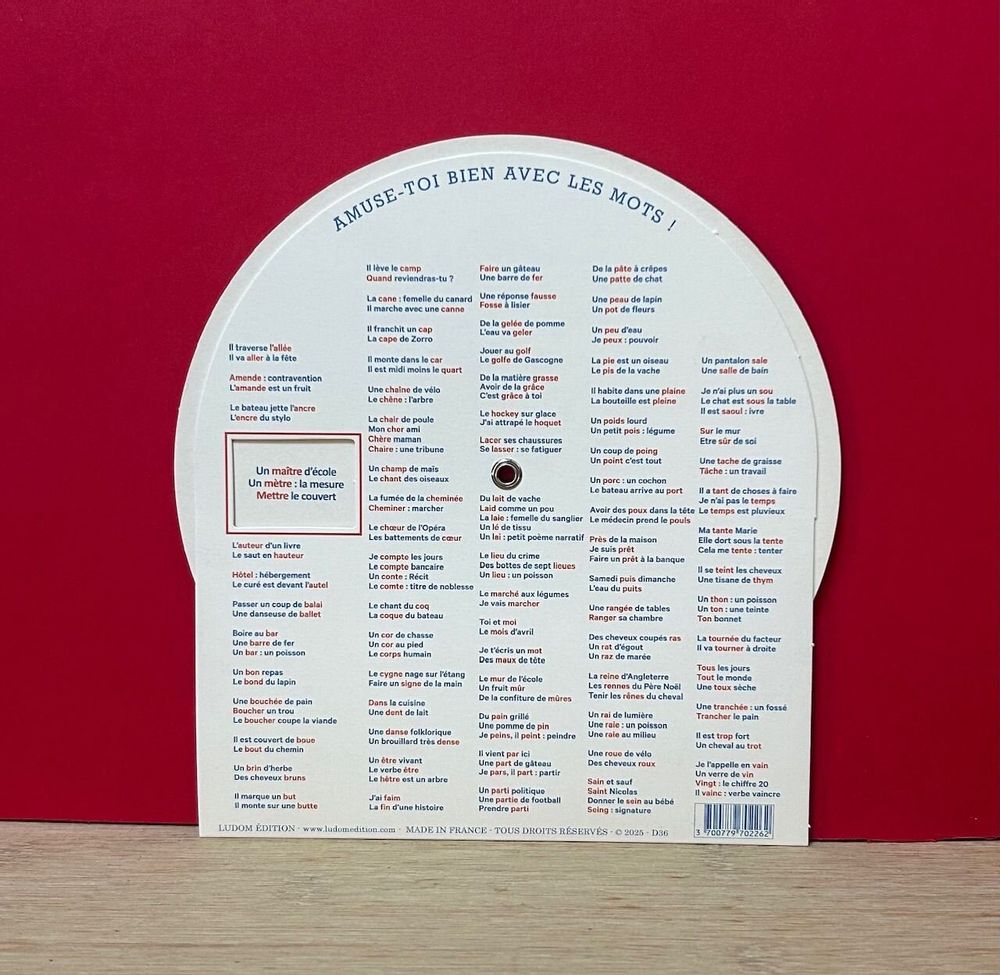 AMUSE-TOI BIEN AVEC LES MOTS !
Il traverse l'allée
Il va aller à la fête
Amende : contravention
L'amande est un fruit
Le bateau jette l'ancre
L'encre du stylo
Un maître d'école
Un mètre : la mesure
Mettre le couvert
L'auteur d'un livre
Le saut en hauteur
Hôtel : hébergement
Le curé est devant l'autel
Passer un coup de balai
Une danseuse de ballet
Boire au bar
Une barre de fer
Un bar : un poisson
Un bon repas
Le bond du lapin
Une bouchée de pain
Boucher un trou
Le boucher coupe la viande
Il est couvert de boue
Le bout du chemin
Un brin d'herbe
Des cheveux bruns
Il marque un but
Il monte sur une butte
Il lève le camp
Quand reviendras-tu ?
La cane : femelle du canard
Il marche avec une canne
Il franchit un cap
La cape de Zorro
Il monte dans le car
Il est midi moins le quart
Une chaîne de vélo
Le chêne : l'arbre
La chair de poule
Mon cher ami
Chère maman
Chaire : une tribune
Un champ de maïs
Le chant des oiseaux
La fumée de la cheminée
Cheminer : marcher
Le chœur de l'Opéra
Les battements de cœur
Je compte les jours
Le compte bancaire
Un conte : Récit
Le comte : titre de noblesse
Le chant du coq
La coque du bateau
Un cor de chasse
Un cor au pied
Le corps humain
Le cygne nage sur l'étang
Faire un signe de la main
Dans la cuisine
Une dent de lait
Une danse folklorique
Un brouillard très dense
Un être vivant
Le verbe être
Le hêtre est un arbre
J'ai faim
La fin d'une histoire
Faire un gâteau
Une barre de fer
Une réponse fausse
Fosse à lisier
De la gelée de pomme
L'eau va geler
Jouer au golf
Le golfe de Gascogne
De la matière grasse
Avoir de la grâce
C'est grâce à toi
Le hockey sur glace
J'ai attrapé le hoquet
Lacer ses chaussures
Se lasser : se fatiguer
Du lait de vache
Laid comme un pou
La laie : femelle du sanglier
Un lé de tissu
Un lai : petit poème narratif
Le lieu du crime
Des bottes de sept lieues
Un lieu : un poisson
Le marché aux légumes
Je vais marcher
Toi et moi
Le mois d'avril
Je t'écris un mot
Des maux de tête
Le mur de l'école
Un fruit mûr
De la confiture de mûres
Du pain grillé
Une pomme de pin
Je peins, il peint : peindre
Il vient par ici
Une part de gâteau
Je pars, il part : partir
Un parti politique
Une partie de football
Prendre parti
De la pâte à crêpes
Une patte de chat
Une peau de lapin
Un pot de fleurs
Un peu d'eau
Je peux : pouvoir
La pie est un oiseau
Le pis de la vache
Il habite dans une plaine
La bouteille est pleine
Un poids lourd
Un petit pois : légume
Un coup de poing
Un point c'est tout
Un porc : un cochon
Le bateau arrive au port
Avoir des poux dans la tête
Le médecin prend le pouls
Près de la maison
Je suis prêt
Faire un prêt à la banque
Samedi puis dimanche
L'eau du puits
Une rangée de tables
Ranger sa chambre
Des cheveux coupés ras
Un rat d'égout
Un raz de marée
La reine d'Angleterre
Les rennes du Père Noël
Tenir les rênes du cheval
Un rai de lumière
Une raie : un poisson
Une raie au milieu
Une roue de vélo
Des cheveux roux
Sain et sauf
Saint Nicolas
Donner le sein au bébé
Seing : signature
Un pantalon sale
Une salle de bain
Je n'ai plus un sou
Le chat est sous la table
Il est saoul : ivre
Sur le mur
Etre sûr de soi
Une tache de graisse
Tâche : un travail
Il a tant de choses à faire
Je n'ai pas le temps
Le temps est pluvieux
Ma tante Marie
Elle dort sous la tente
Cela me tente : tenter
Il se teint les cheveux
Une tisane de thym
Un thon : un poisson
Un ton : une teinte
Ton bonnet
La tournée du facteur
Il va tourner à droite
Tous les jours
Tout le monde
Une toux sèche
Une tranchée : un fossé
Trancher le pain
Il est trop fort
Un cheval au trot
Je l'appelle en vain
Un verre de vin
Vingt : le chiffre 20
Il vainc : verbe vaincre
LUDOM ÉDITION · www.ludomedition.com · MADE IN FRANCE · TOUS DROITS RÉSERVÉS · © 2025 · D36
3 700779 702262